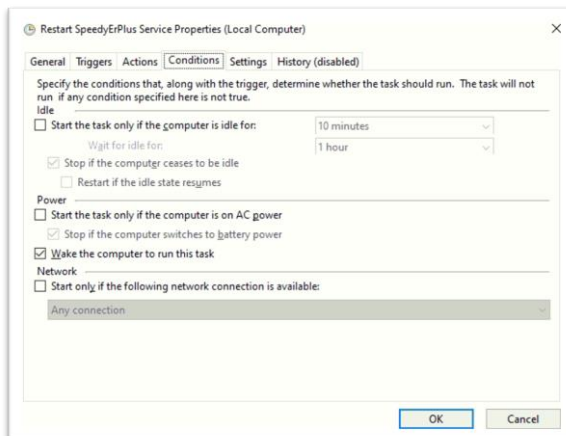 Restart SpeedyErPlus Service Properties (Local Computer)
General Triggers Actions Conditions Settings History (disabled)
Specify the conditions that, along with the trigger, determine whether the task should run. The task will not
run if any condition specified here is not true.
Idle
Start the task only if the computer is idle for: 10 minutes
Wait for idle for: 1 hour
Stop if the computer ceases to be idle
Restart if the idle state resumes
Power
Start the task only if the computer is on AC power
Stop if the computer switches to battery power
Wake the computer to run this task
Network
Start only if the following network connection is available:
Any connection
OK Cancel